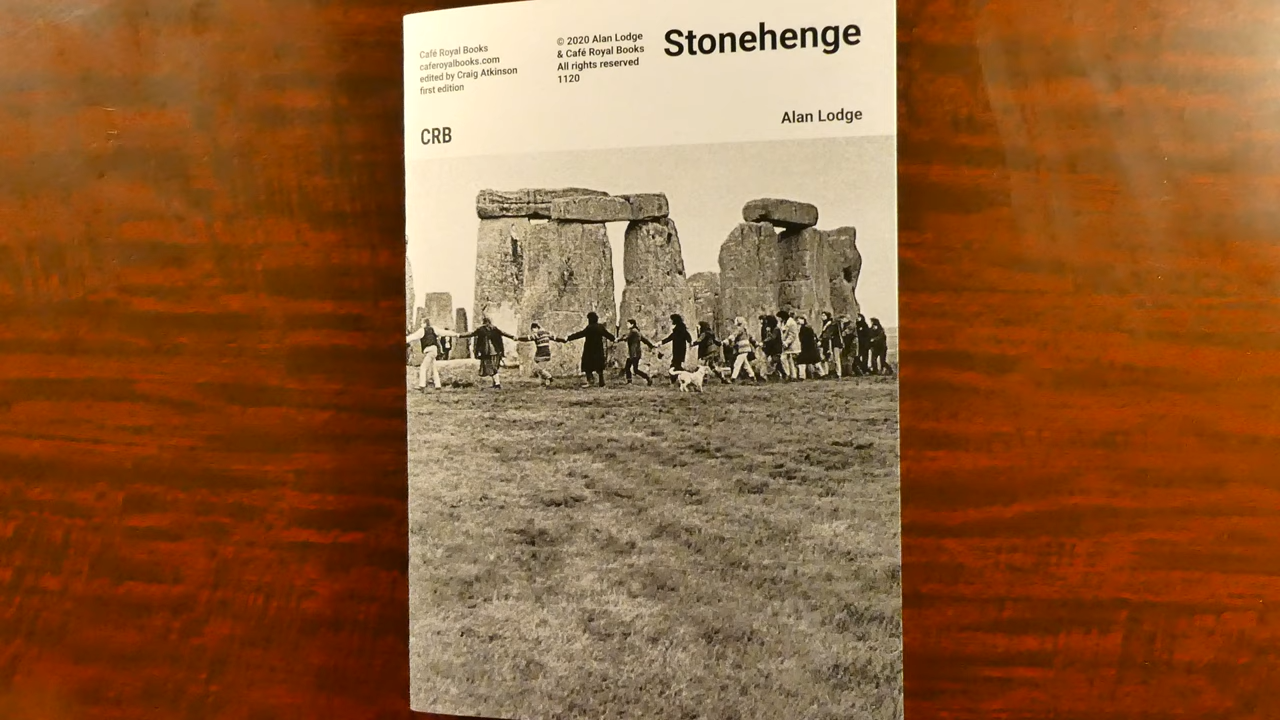 Café Royal Books
caferoyalbooks.com
edited by Craig Atkinson
first edition
© 2020 Alan Lodge
& Café Royal Books
All rights reserved
1120
Stonehenge
Alan Lodge
CRB